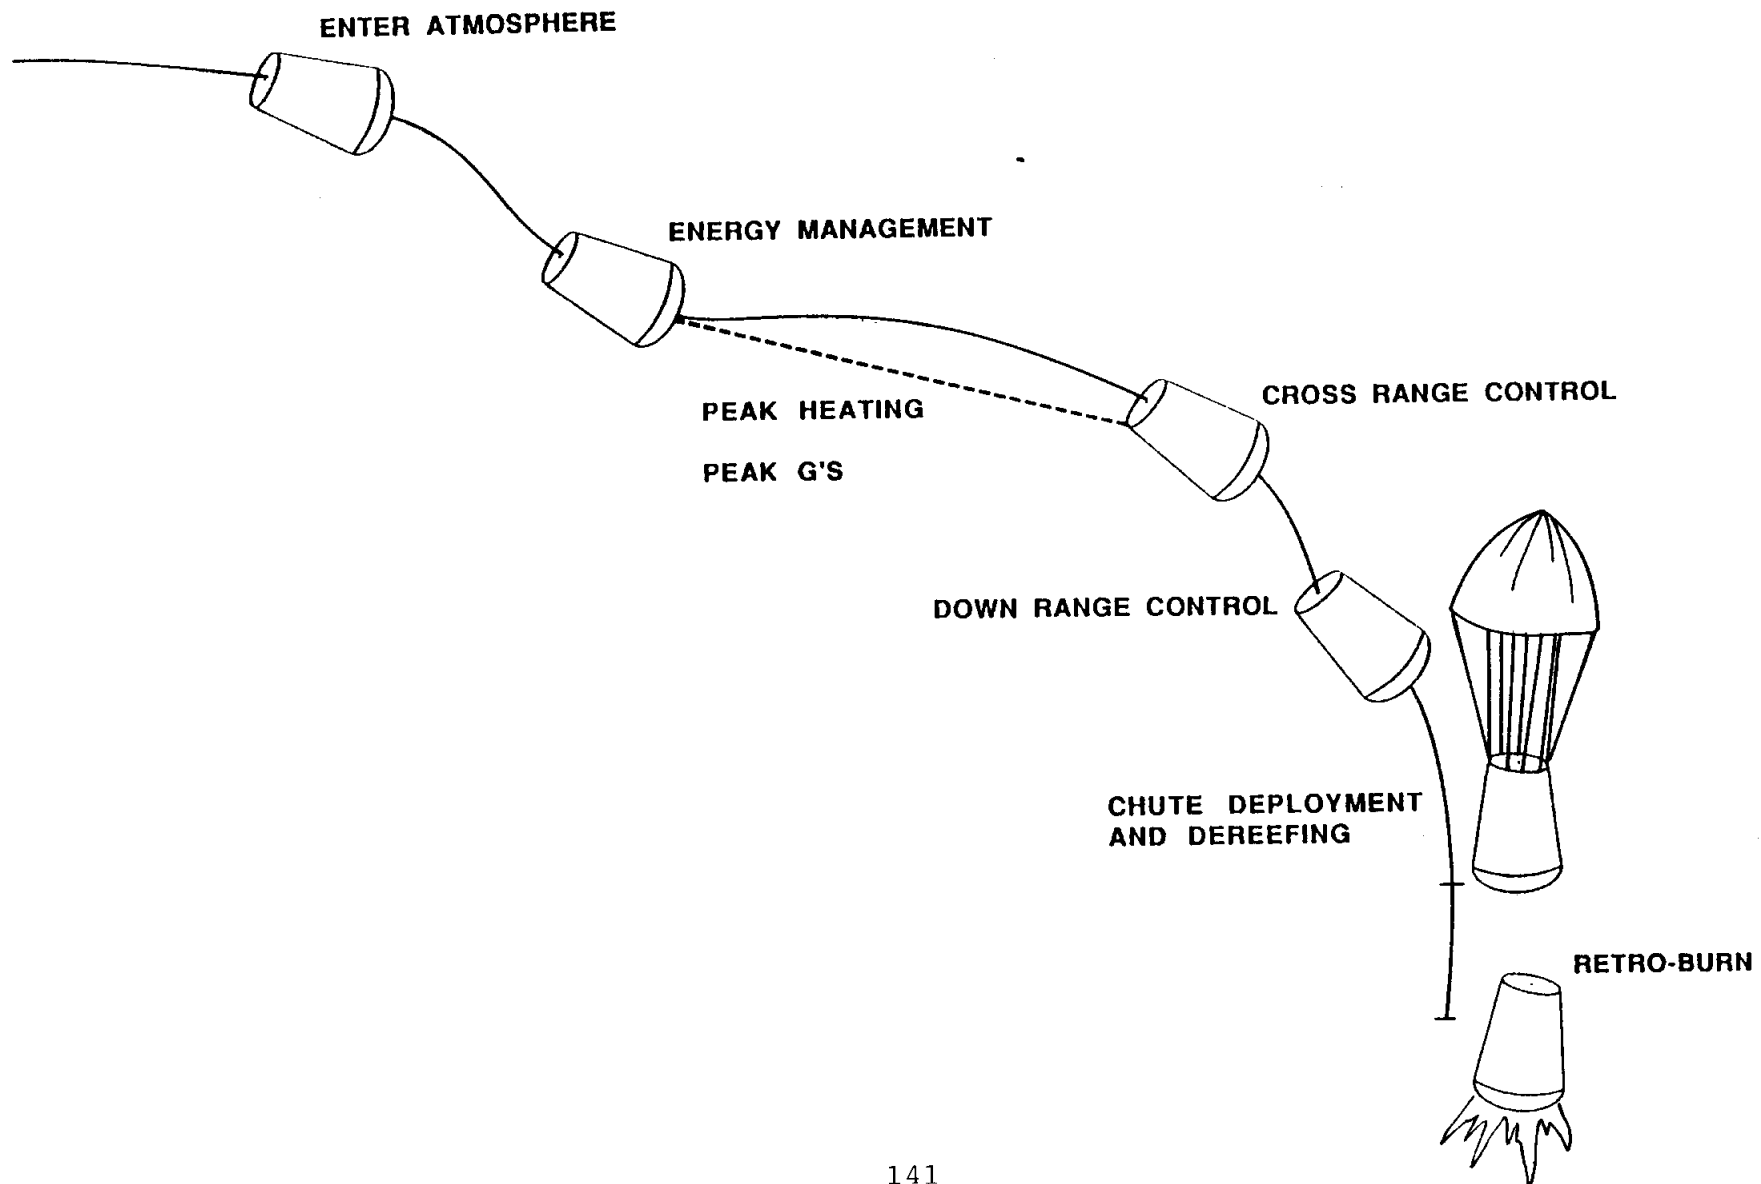 ENTER ATMOSPHERE
ENERGY MANAGEMENT
PEAK HEATING
PEAK G'S
CROSS RANGE CONTROL
DOWN RANGE CONTROL
CHUTE DEPLOYMENT
AND DEREEFING
RETRO-BURN
141